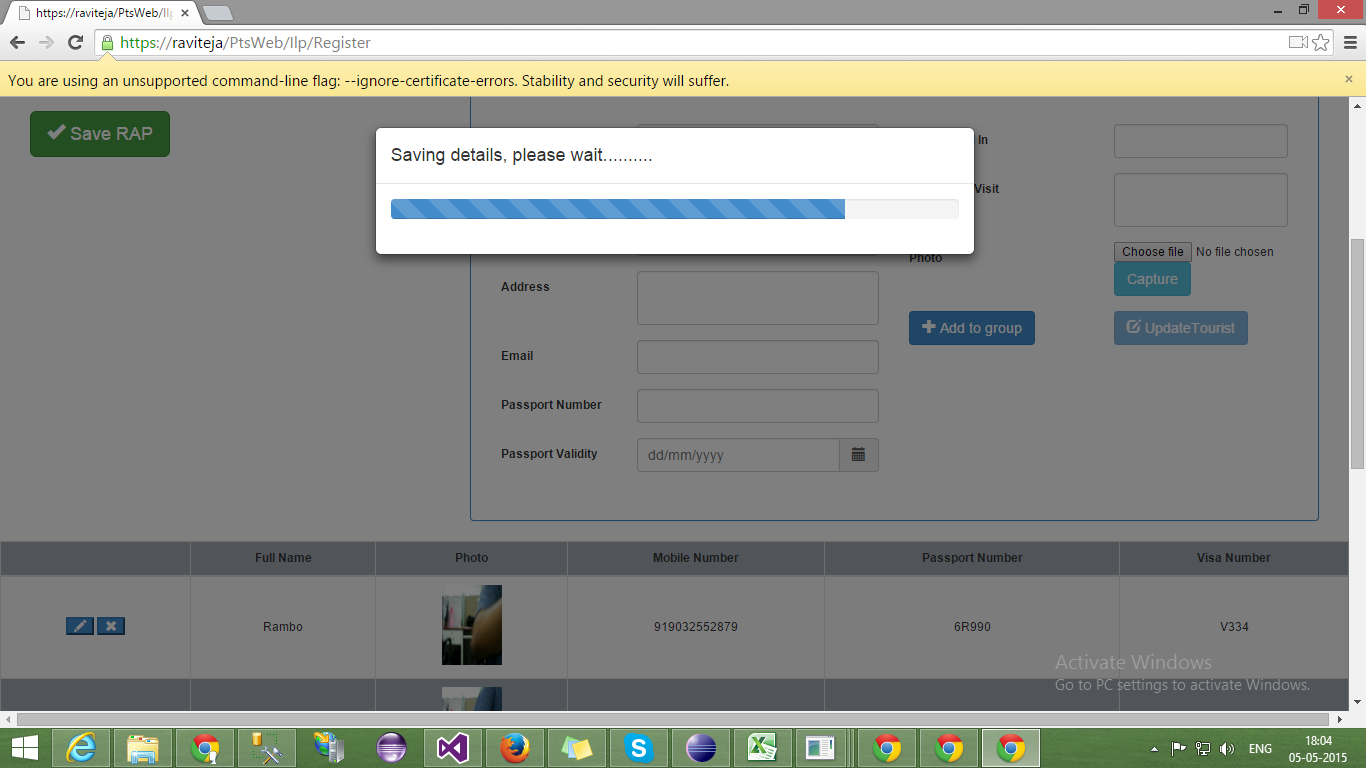 https://raviteja/PtsWeb/Ilp
https://raviteja/PtsWeb/Ilp/Register
You are using an unsupported command-line flag: --ignore-certificate-errors. Stability and security will suffer.
Save RAP
Saving details, please wait..........
In
Visit
Photo
Choose file No file chosen
Capture
Address
Add to group
UpdateTourist
Email
Passport Number
Passport Validity
dd/mm/yyyy
Full Name Photo Mobile Number Passport Number Visa Number
Rambo 919032552879 6R990 V334
Activate Windows
Go to PC settings to activate Windows.
ENG
18:04
05-05-2015